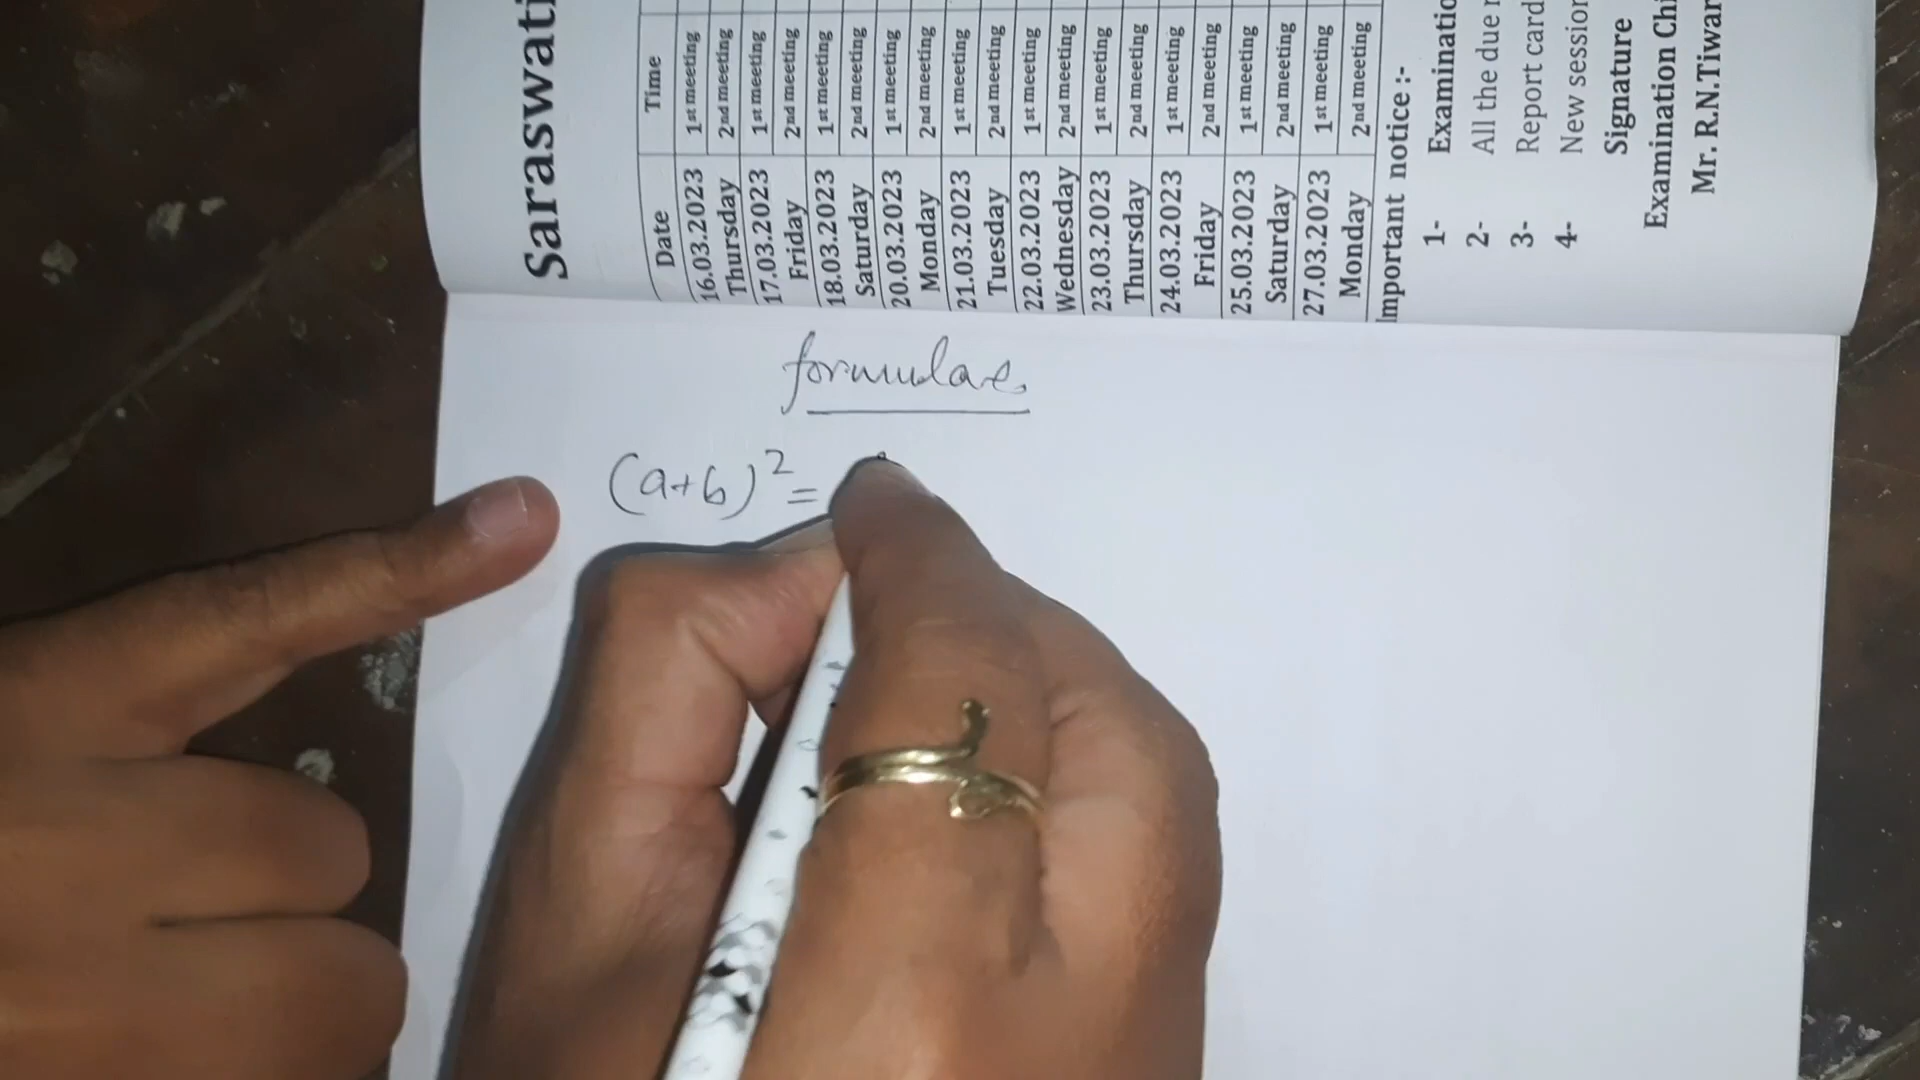 Saraswati
Date Time
16.03.2023 Thursday 1st meeting
2nd meeting
17.03.2023 Friday 1st meeting
2nd meeting
18.03.2023 Saturday 1st meeting
2nd meeting
20.03.2023 Monday 1st meeting
2nd meeting
21.03.2023 Tuesday 1st meeting
2nd meeting
22.03.2023 Wednesday 1st meeting
2nd meeting
23.03.2023 Thursday 1st meeting
2nd meeting
24.03.2023 Friday 1st meeting
2nd meeting
25.03.2023 Saturday 1st meeting
2nd meeting
27.03.2023 Monday 1st meeting
2nd meeting
Important notice :-
1- Examinatio
2- All the due
3- Report card
4- New session
Signature
Examination Chi
Mr. R.N.Tiwar
formulae
(a+b)²=